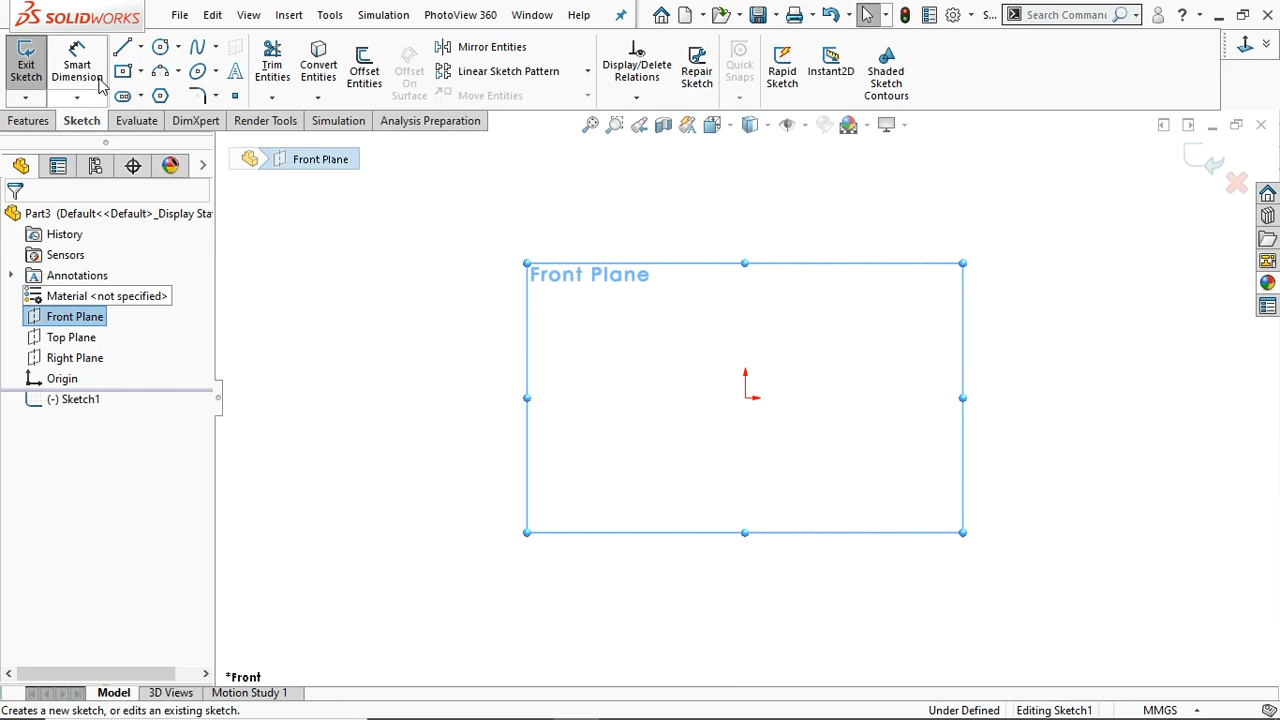 SOLIDWORKS File Edit View Insert Tools Simulation PhotoView 360 Window Help S... Search Commanc ?
Exit Sketch
Smart Dimension
Trim Entities
Convert Entities
Offset Entities
Offset On Surface
Mirror Entities
Linear Sketch Pattern
Move Entities
Display/Delete Relations
Repair Sketch
Quick Snaps
Rapid Sketch
Instant2D
Shaded Sketch Contours
Features Sketch Evaluate DimXpert Render Tools Simulation Analysis Preparation
Front Plane
Part3 (Default<<Default>_Display Sta
History
Sensors
Annotations
Material <not specified>
Front Plane
Top Plane
Right Plane
Origin
(-) Sketch1
Front Plane
*Front
Model 3D Views Motion Study 1
Creates a new sketch, or edits an existing sketch. Under Defined Editing Sketch1 MMGS